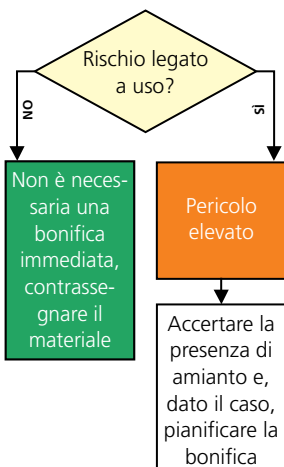 Rischio legato
a uso?
NO
SÌ
Non è neces-
saria una
bonifica
immediata,
contrasse-
gnare il
materiale
Pericolo
elevato
Accertare la
presenza di
amianto e,
dato il caso,
pianificare la
bonifica